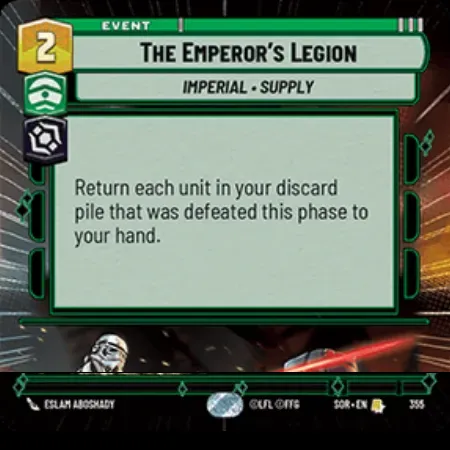 EVENT
2
THE EMPEROR'S LEGION
IMPERIAL • SUPPLY
Return each unit in your discard
pile that was defeated this phase to
your hand.
ESLAM ABOSHADY
©LFL ©FFG
SOR • EN
355